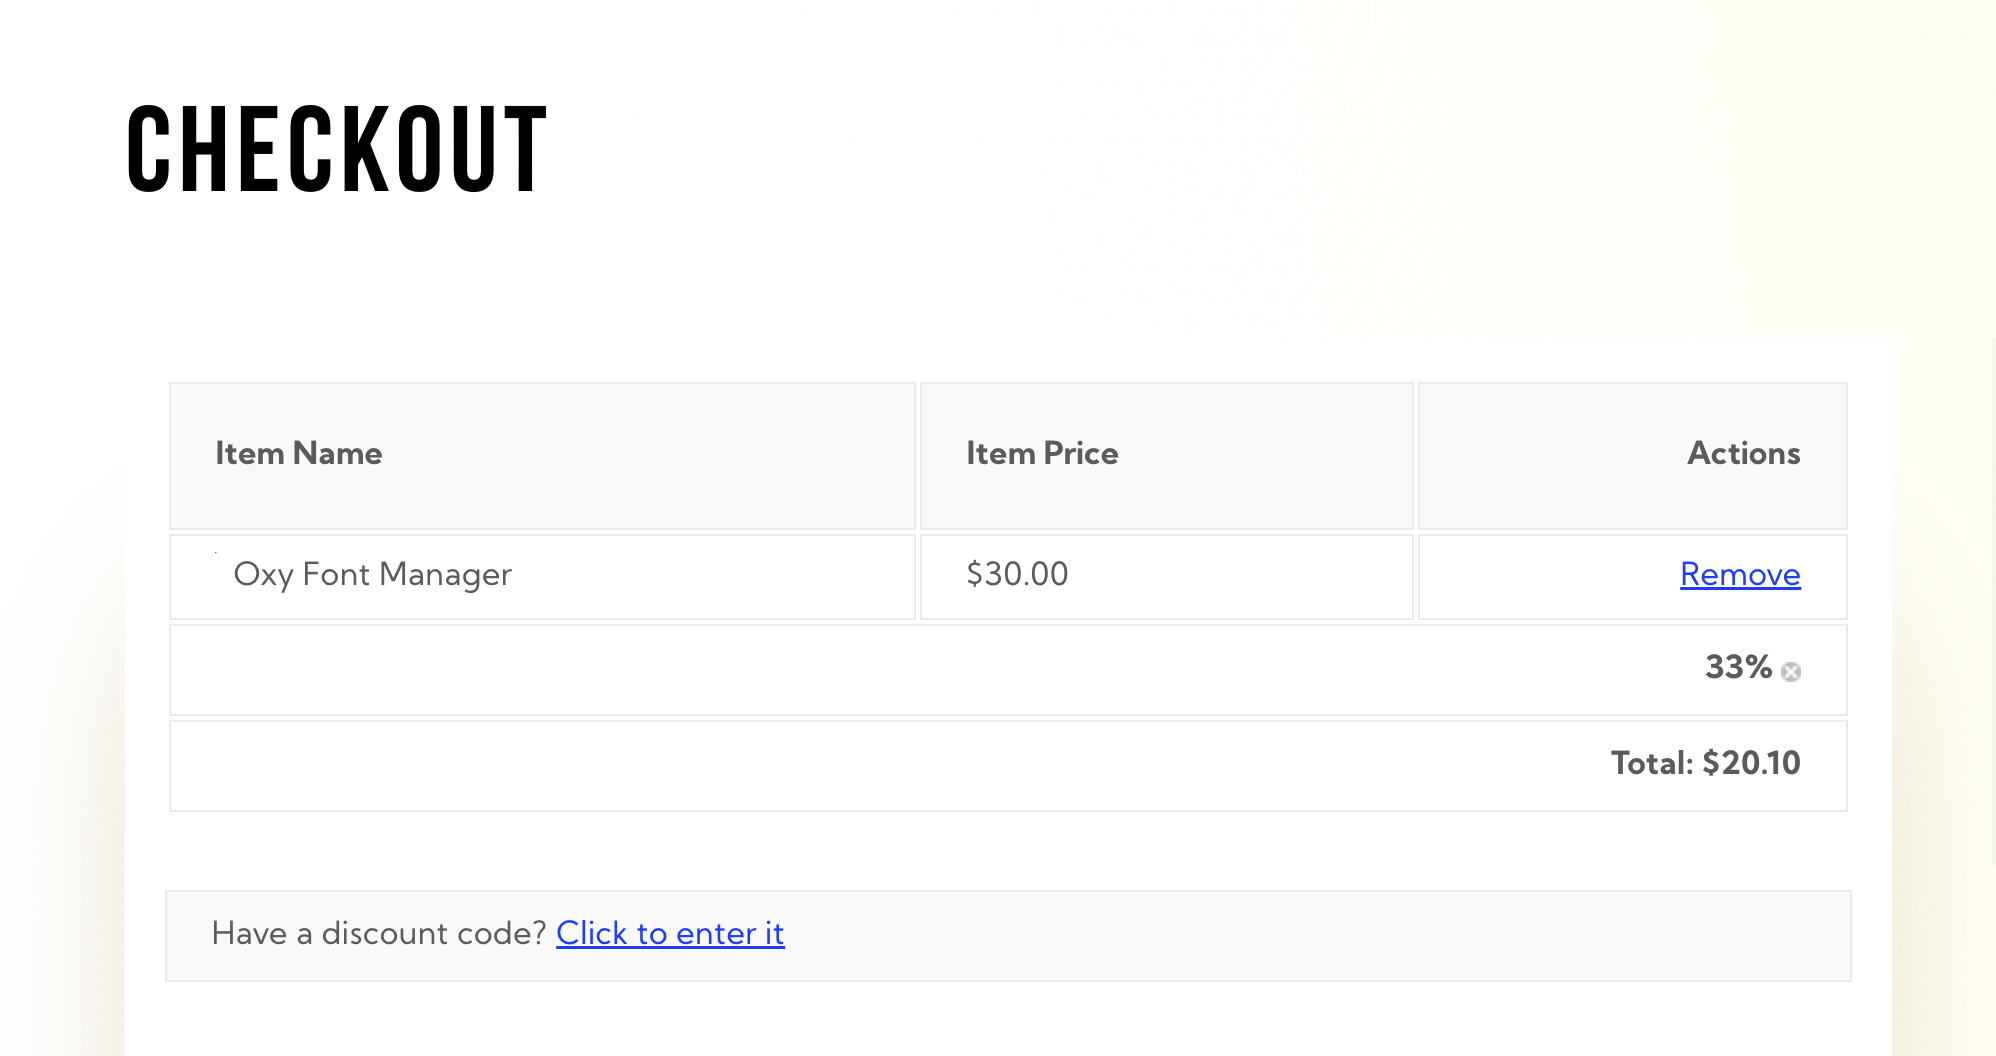 CHECKOUT
Item Name Item Price Actions
Oxy Font Manager $30.00 Remove
33%
Total: $20.10
Have a discount code? Click to enter it